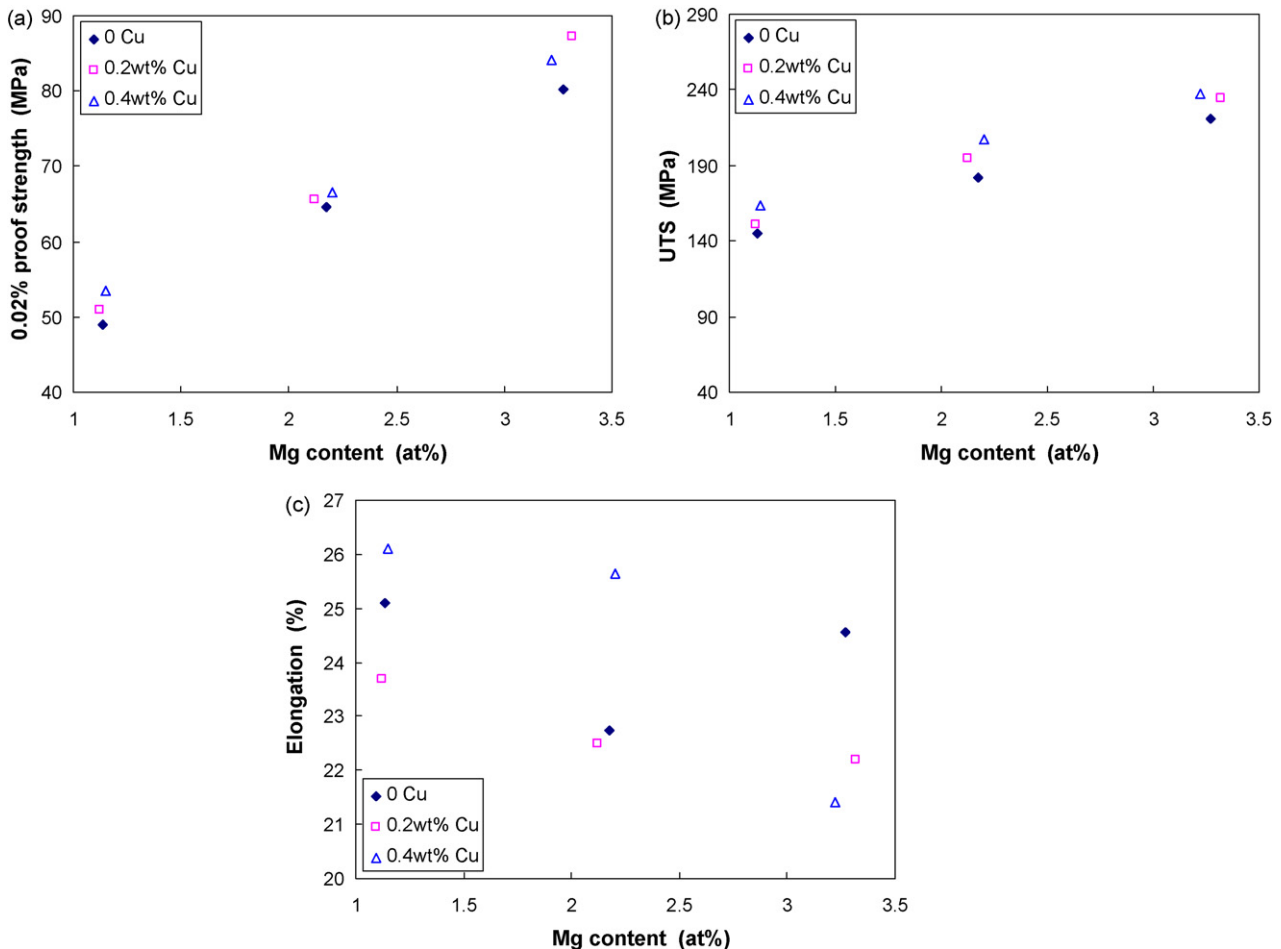 (a)
90
80
70
60
50
40
0.02% proof strength (MPa)
0 Cu
0.2wt% Cu
0.4wt% Cu
1 1.5 2 2.5 3 3.5
Mg content (at%)
(b)
290
240
190
140
90
40
UTS (MPa)
0 Cu
0.2wt% Cu
0.4wt% Cu
1 1.5 2 2.5 3 3.5
Mg content (at%)
(c)
27
26
25
24
23
22
21
20
Elongation (%)
0 Cu
0.2wt% Cu
0.4wt% Cu
1 1.5 2 2.5 3 3.5
Mg content (at%)